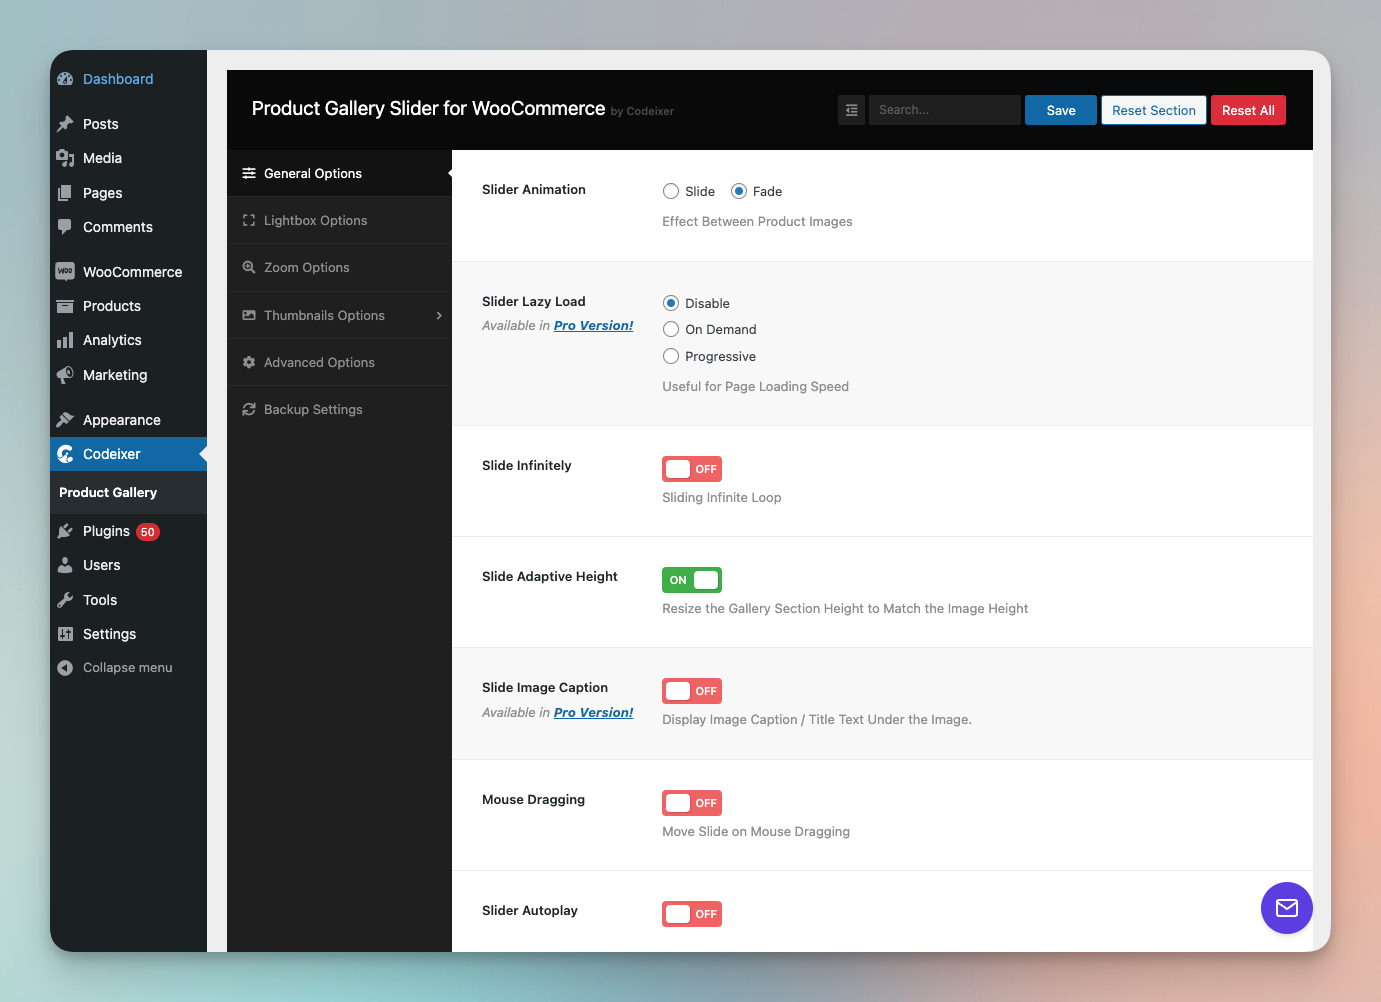 Dashboard
Posts
Media
Pages
Comments
WOO WooCommerce
Products
Analytics
Marketing
Appearance
Codeixer
Product Gallery
Plugins 50
Users
Tools
Settings
Collapse menu
Product Gallery Slider for WooCommerce by Codeixer
Search...
Save
Reset Section
Reset All
General Options
Lightbox Options
Zoom Options
Thumbnails Options
Advanced Options
Backup Settings
Slider Animation
Slide Fade
Effect Between Product Images
Slider Lazy Load
Available in Pro Version!
Disable
On Demand
Progressive
Useful for Page Loading Speed
Slide Infinitely
OFF
Sliding Infinite Loop
Slide Adaptive Height
ON
Resize the Gallery Section Height to Match the Image Height
Slide Image Caption
Available in Pro Version!
OFF
Display Image Caption / Title Text Under the Image.
Mouse Dragging
OFF
Move Slide on Mouse Dragging
Slider Autoplay
OFF